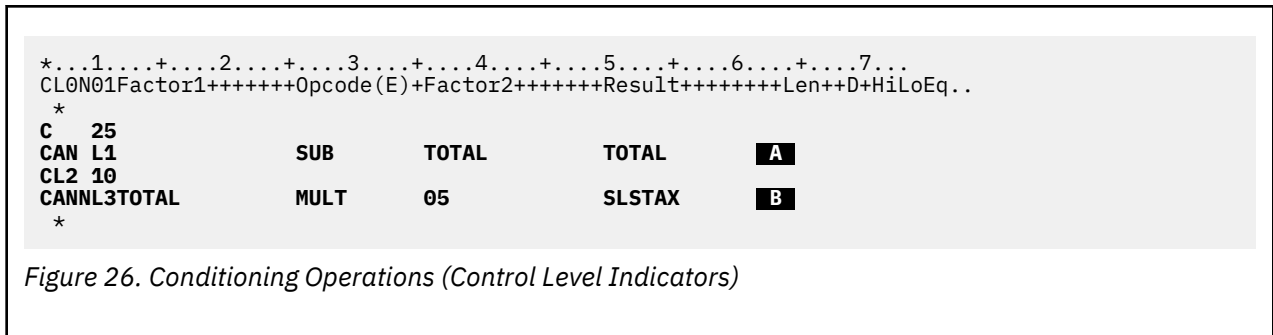 *...1....+....2....+....3....+....4....+....5....+....6....+....7...
CL0N01Factor1+++++++Opcode(E)+Factor2+++++++Result++++++++Len++D+HiLoEq..
 *
C   25
CAN L1              SUB       TOTAL         TOTAL       A
CL2 10
CANNL3TOTAL         MULT      05            SLSTAX      B
 *
Figure 26. Conditioning Operations (Control Level Indicators)